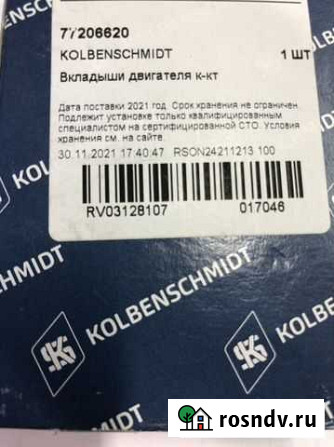 77206620
KOLBENSCHMIDT 1 ШТ
Вкладыши двигателя к-кт
Дата поставки 2021 год. Срок хранения не ограничен.
Подлежит установке только квалифицированным
специалистом на сертифицированной СТО. Условия
хранения см. на сайте.
30.11.2021 17:40:47 RSON24211213 100
RV03128107 017046
KOLBENSCHMIDT
KOLBENSCHMIDT
KS
KOLBENSCHMIDT
KS
rosndv.ru